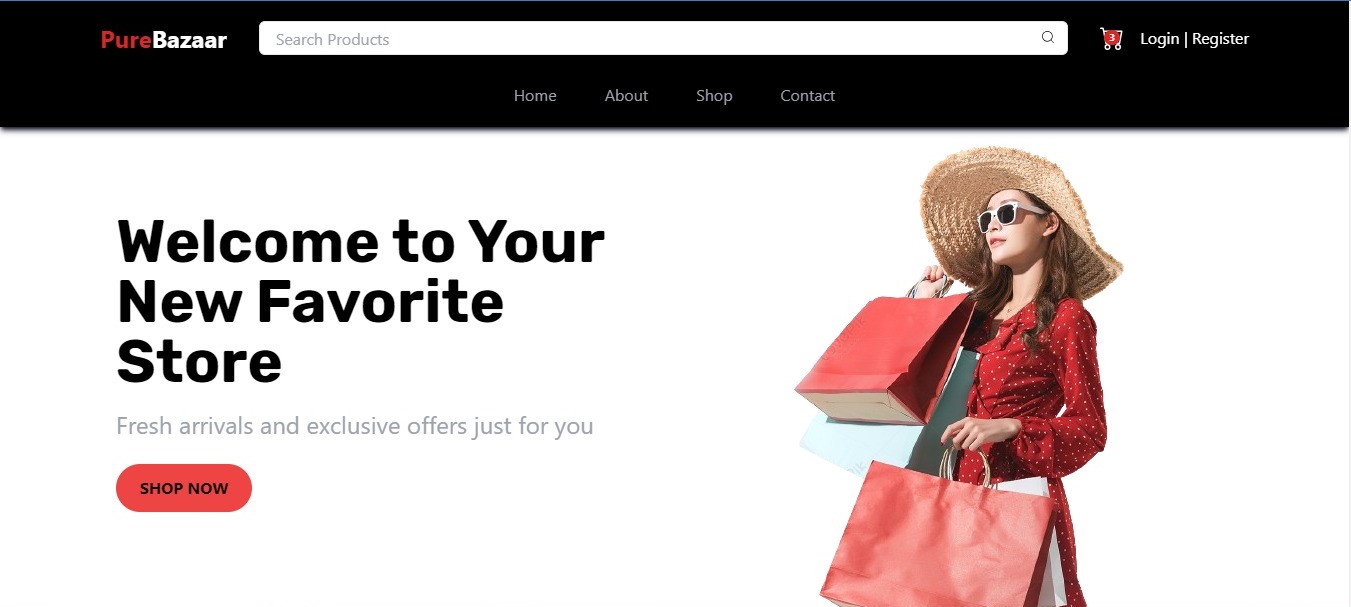 PureBazaar
Search Products
3
Login | Register
Home About Shop Contact
Welcome to Your
New Favorite
Store
Fresh arrivals and exclusive offers just for you
SHOP NOW